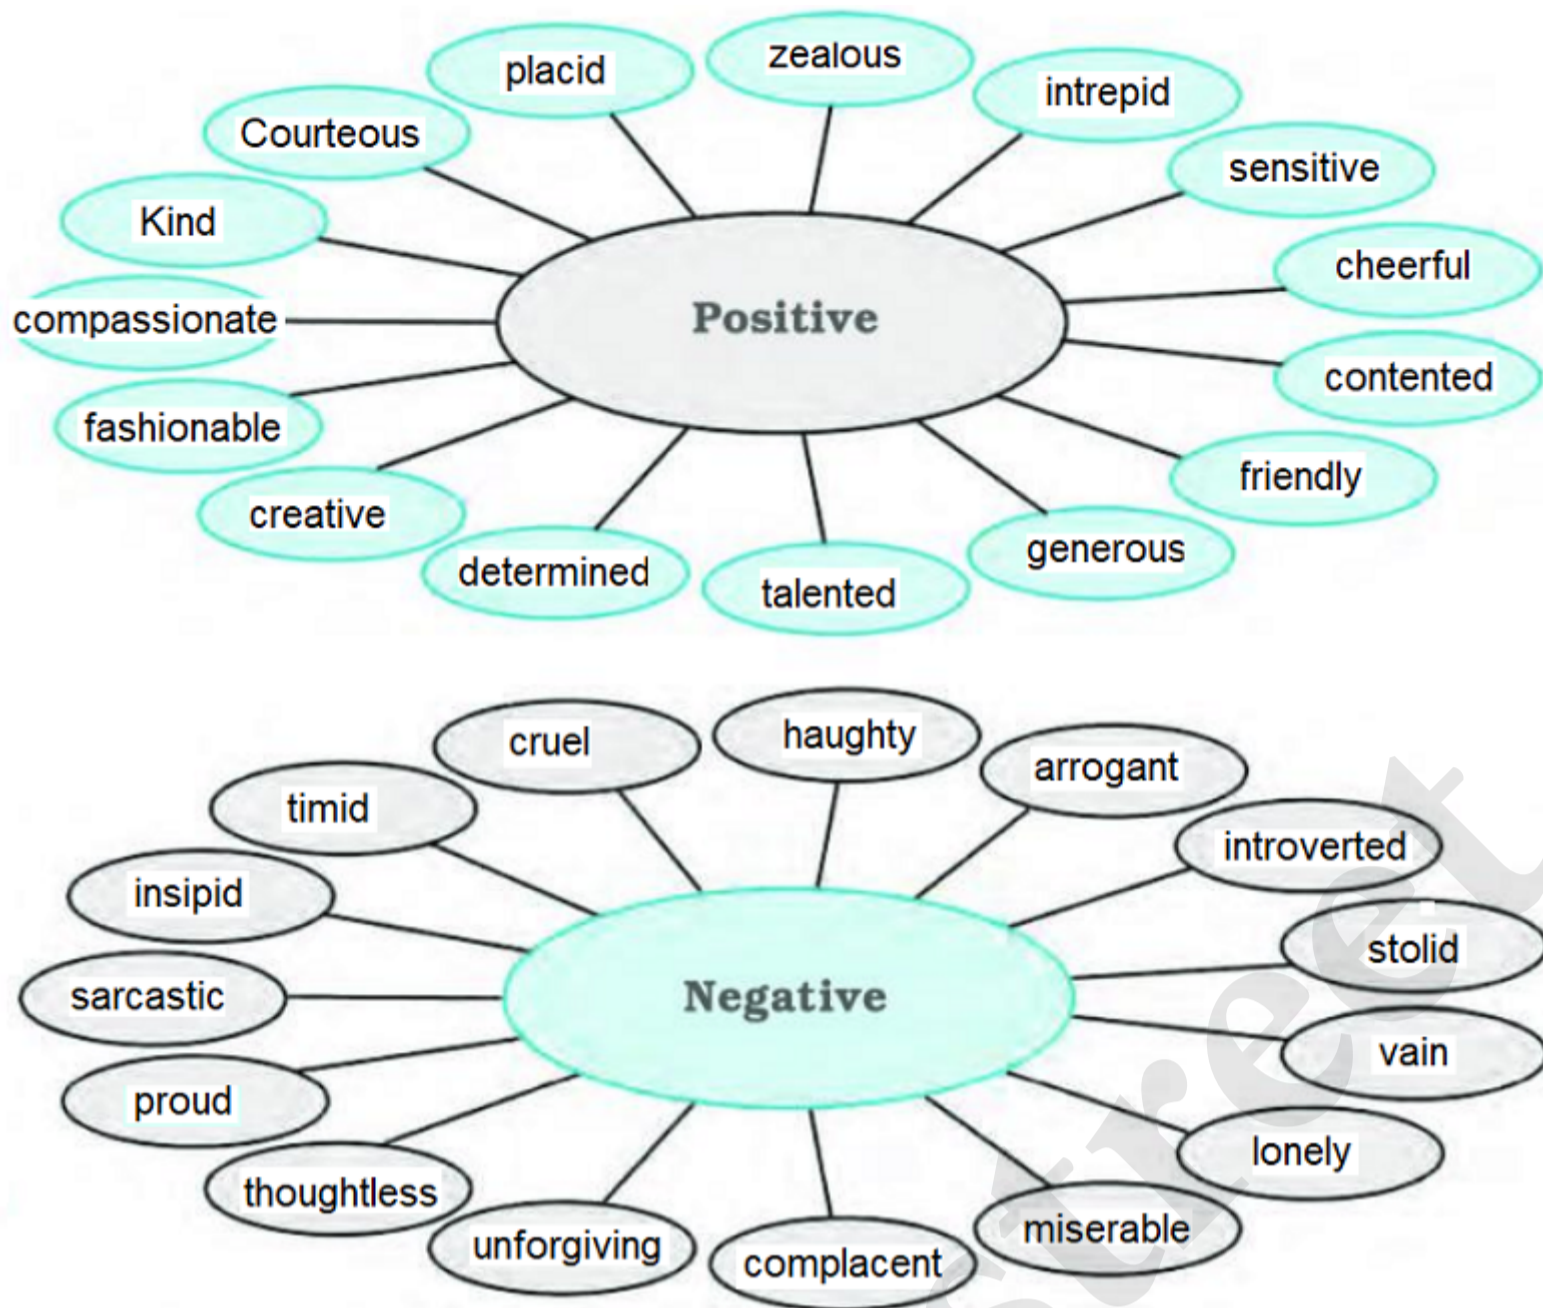 zealous
placid
intrepid
Courteous
sensitive
Kind
cheerful
compassionate
Positive
contented
fashionable
friendly
creative
generous
determined
talented
haughty
cruel
arrogant
timid
introverted
insipid
stolid
sarcastic
Negative
vain
proud
lonely
thoughtless
miserable
unforgiving
complacent